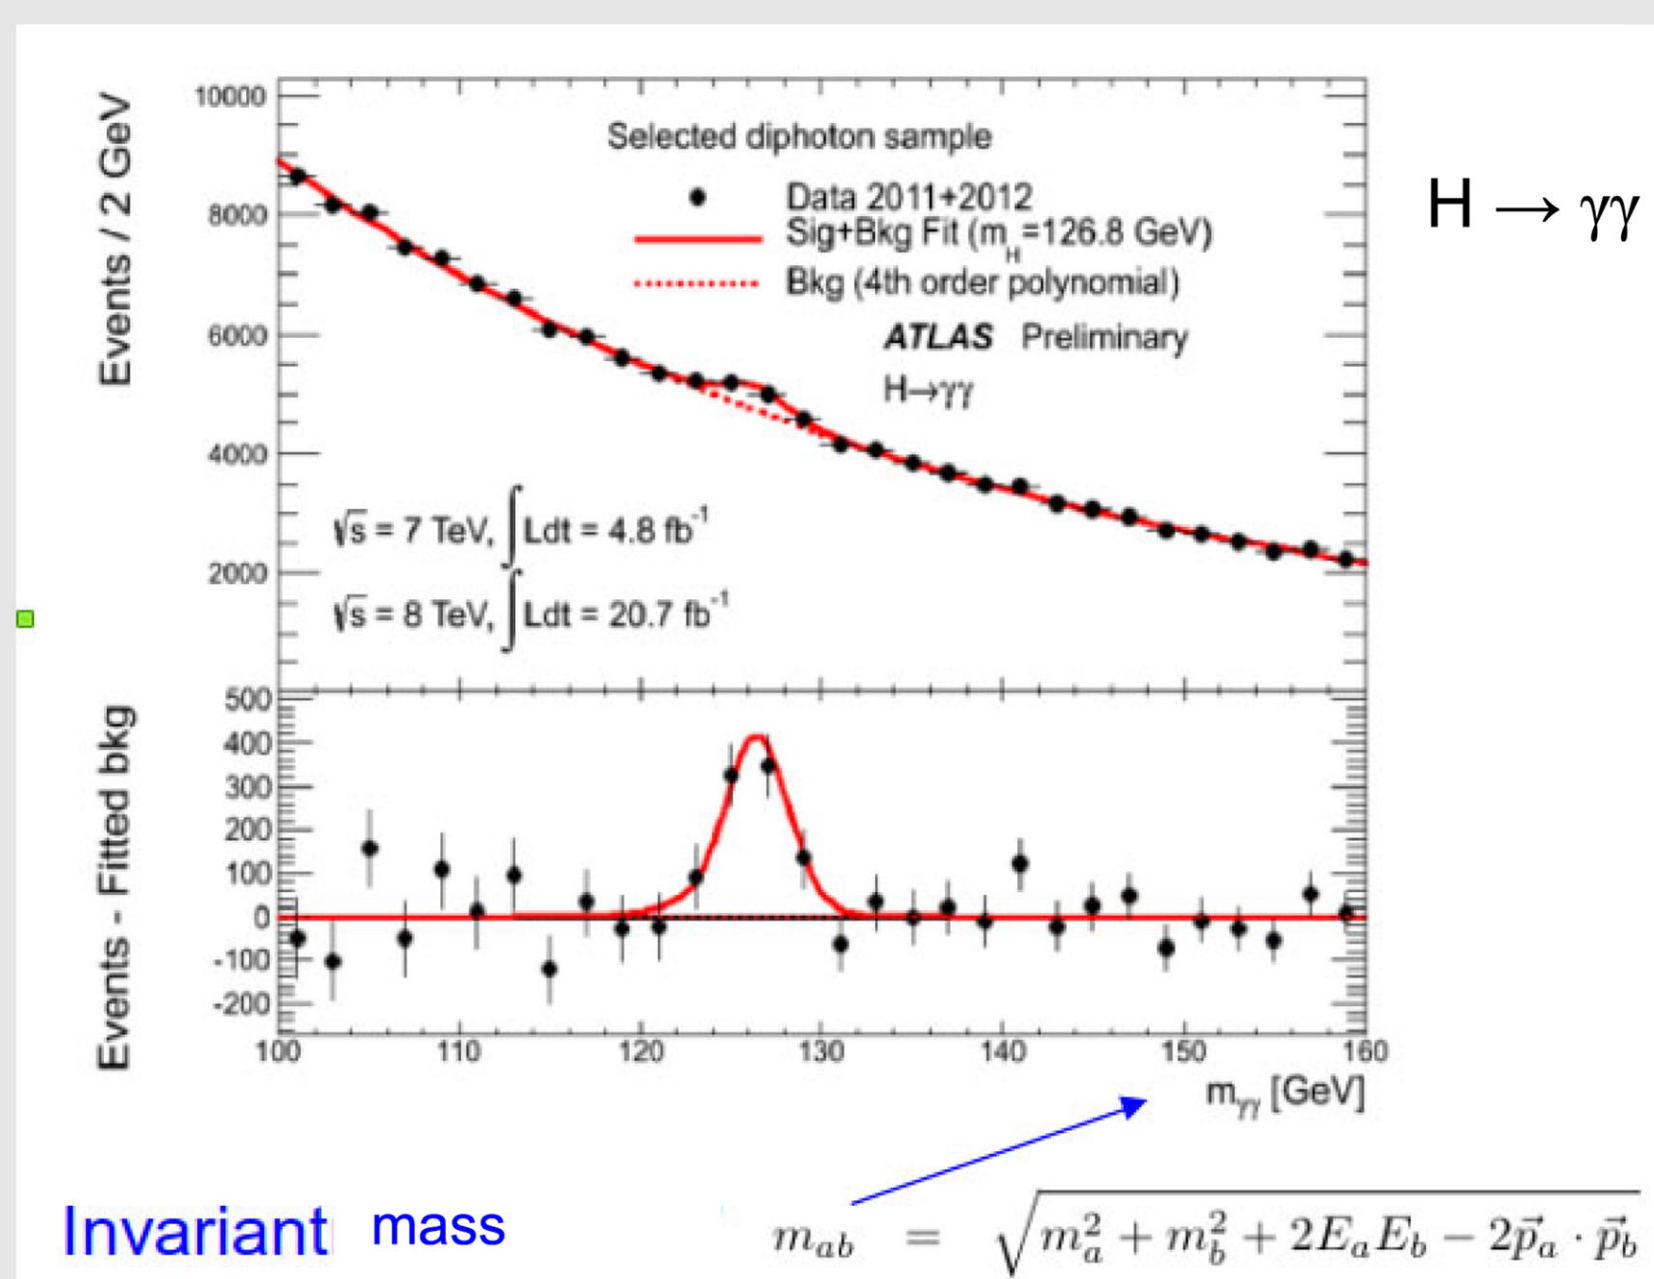 Events / 2 GeV
10000
8000
6000
4000
2000
Selected diphoton sample
Data 2011+2012
Sig+Bkg Fit (m_H=126.8 GeV)
Bkg (4th order polynomial)
ATLAS Preliminary
H→γγ
√s = 7 TeV, ∫Ldt = 4.8 fb⁻¹
√s = 8 TeV, ∫Ldt = 20.7 fb⁻¹
H → γγ
Events - Fitted bkg
500
400
300
200
100
0
-100
-200
100 110 120 130 140 150 160
m_γγ [GeV]
Invariant mass
m_ab = √(m_a² + m_b² + 2E_aE_b − 2p⃗_a · p⃗_b)